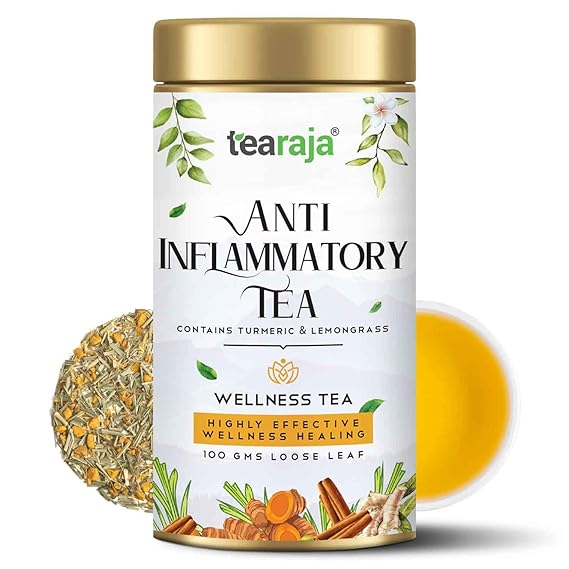 tearaja®
ANTI
INFLAMMATORY
TEA
CONTAINS TURMERIC & LEMONGRASS
WELLNESS TEA
HIGHLY EFFECTIVE
WELLNESS HEALING
100 GMS LOOSE LEAF